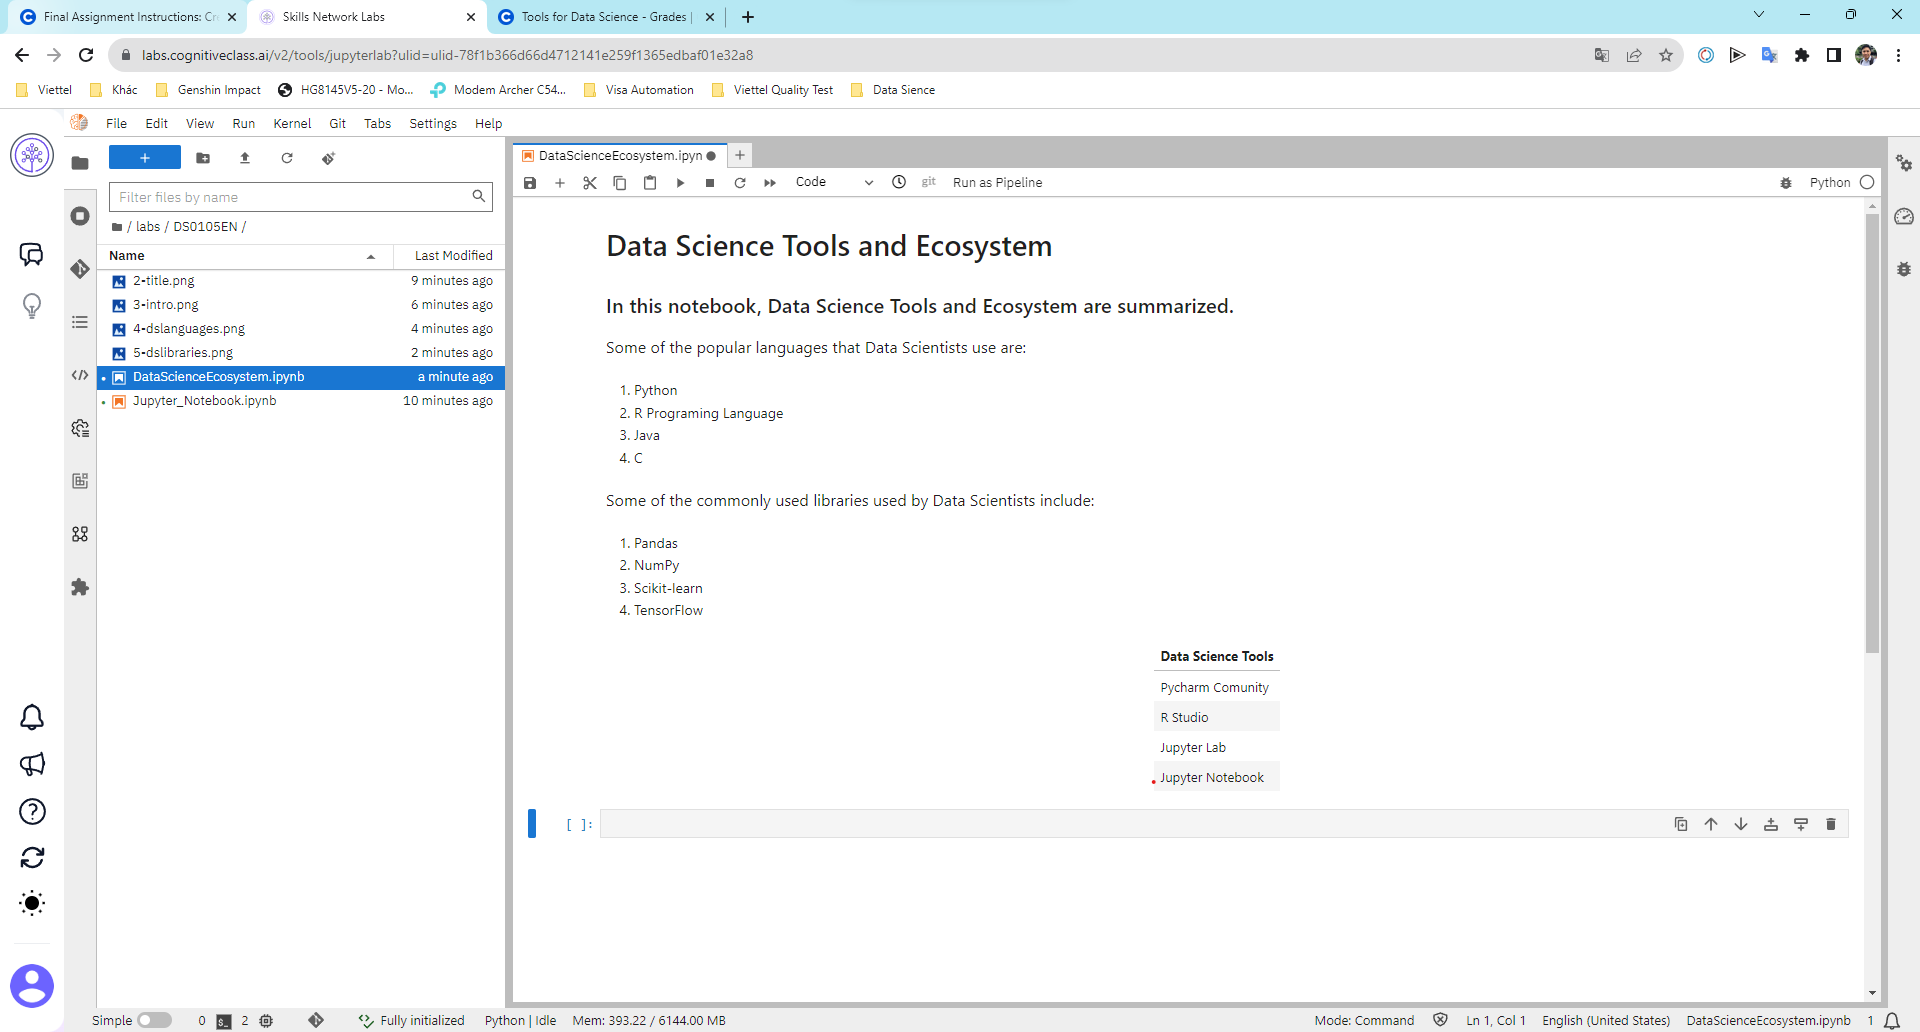 Final Assignment Instructions: Cr
Skills Network Labs
Tools for Data Science - Grades |
labs.cognitiveclass.ai/v2/tools/jupyterlab?ulid=ulid-78f1b366d66d4712141e259f1365edbaf01e32a8
Viettel
Khác
Genshin Impact
HG8145V5-20 - Mo...
Modem Archer C54...
Visa Automation
Viettel Quality Test
Data Sience
File Edit View Run Kernel Git Tabs Settings Help
Filter files by name
/ labs / DS0105EN /
Name Last Modified
2-title.png 9 minutes ago
3-intro.png 6 minutes ago
4-dslanguages.png 4 minutes ago
5-dslibraries.png 2 minutes ago
DataScienceEcosystem.ipynb a minute ago
Jupyter_Notebook.ipynb 10 minutes ago
DataScienceEcosystem.ipyn
Code
git
Run as Pipeline
Python
Data Science Tools and Ecosystem
In this notebook, Data Science Tools and Ecosystem are summarized.
Some of the popular languages that Data Scientists use are:
1. Python
2. R Programing Language
3. Java
4. C
Some of the commonly used libraries used by Data Scientists include:
1. Pandas
2. NumPy
3. Scikit-learn
4. TensorFlow
Data Science Tools
Pycharm Comunity
R Studio
Jupyter Lab
Jupyter Notebook
[ ]:
Simple 0 2 Fully initialized Python | Idle Mem: 393.22 / 6144.00 MB Mode: Command Ln 1, Col 1 English (United States) DataScienceEcosystem.ipynb 1